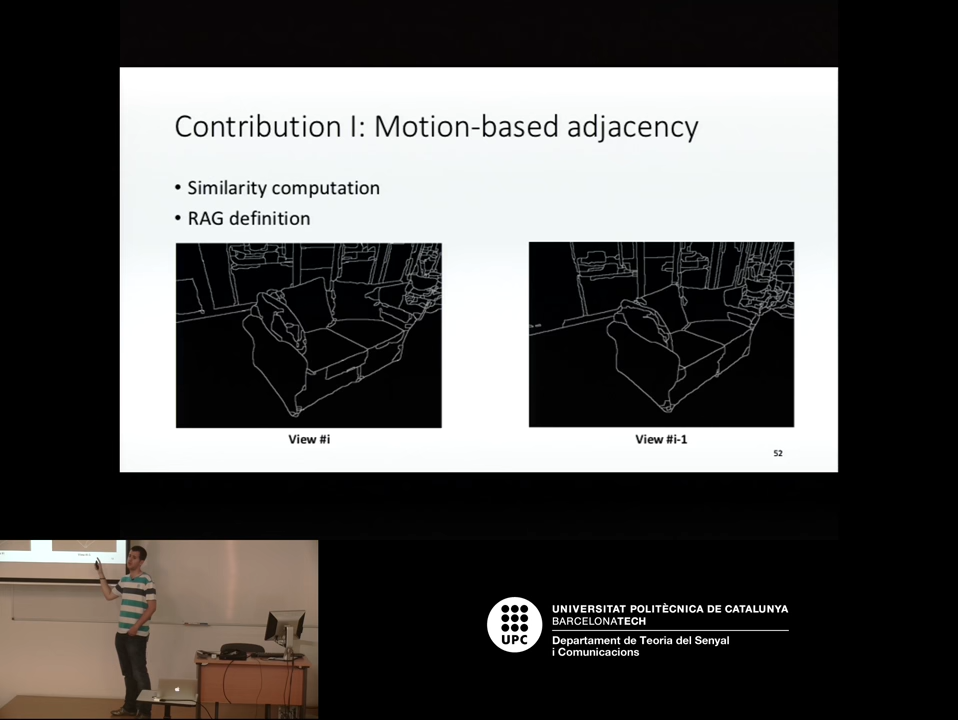 Contribution I: Motion-based adjacency
• Similarity computation
• RAG definition
View #i
View #i-1
52
UPC
UNIVERSITAT POLITÈCNICA DE CATALUNYA
BARCELONATECH
Departament de Teoria del Senyal
i Comunicacions